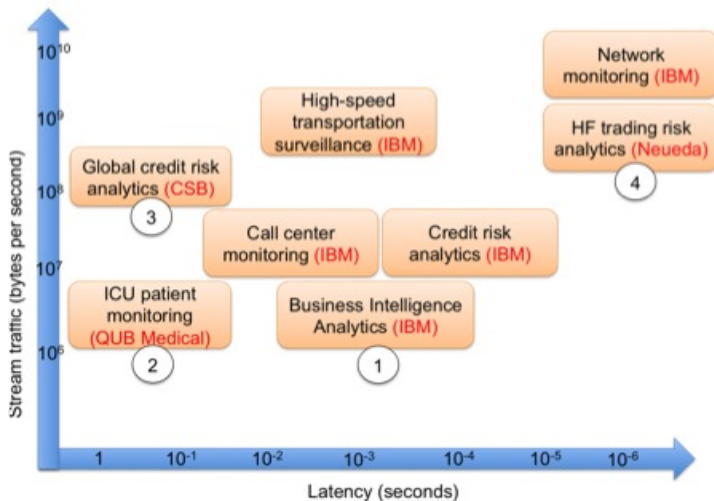 10^10
Network
monitoring (IBM)
High-speed
transportation
surveillance (IBM)
10^9
HF trading risk
analytics (Neueda)
4
Global credit risk
analytics (CSB)
3
10^8
Call center
monitoring (IBM)
Credit risk
analytics (IBM)
10^7
ICU patient
monitoring
(QUB Medical)
2
Business Intelligence
Analytics (IBM)
1
10^6
Stream traffic (bytes per second)
1 10^-1 10^-2 10^-3 10^-4 10^-5 10^-6
Latency (seconds)